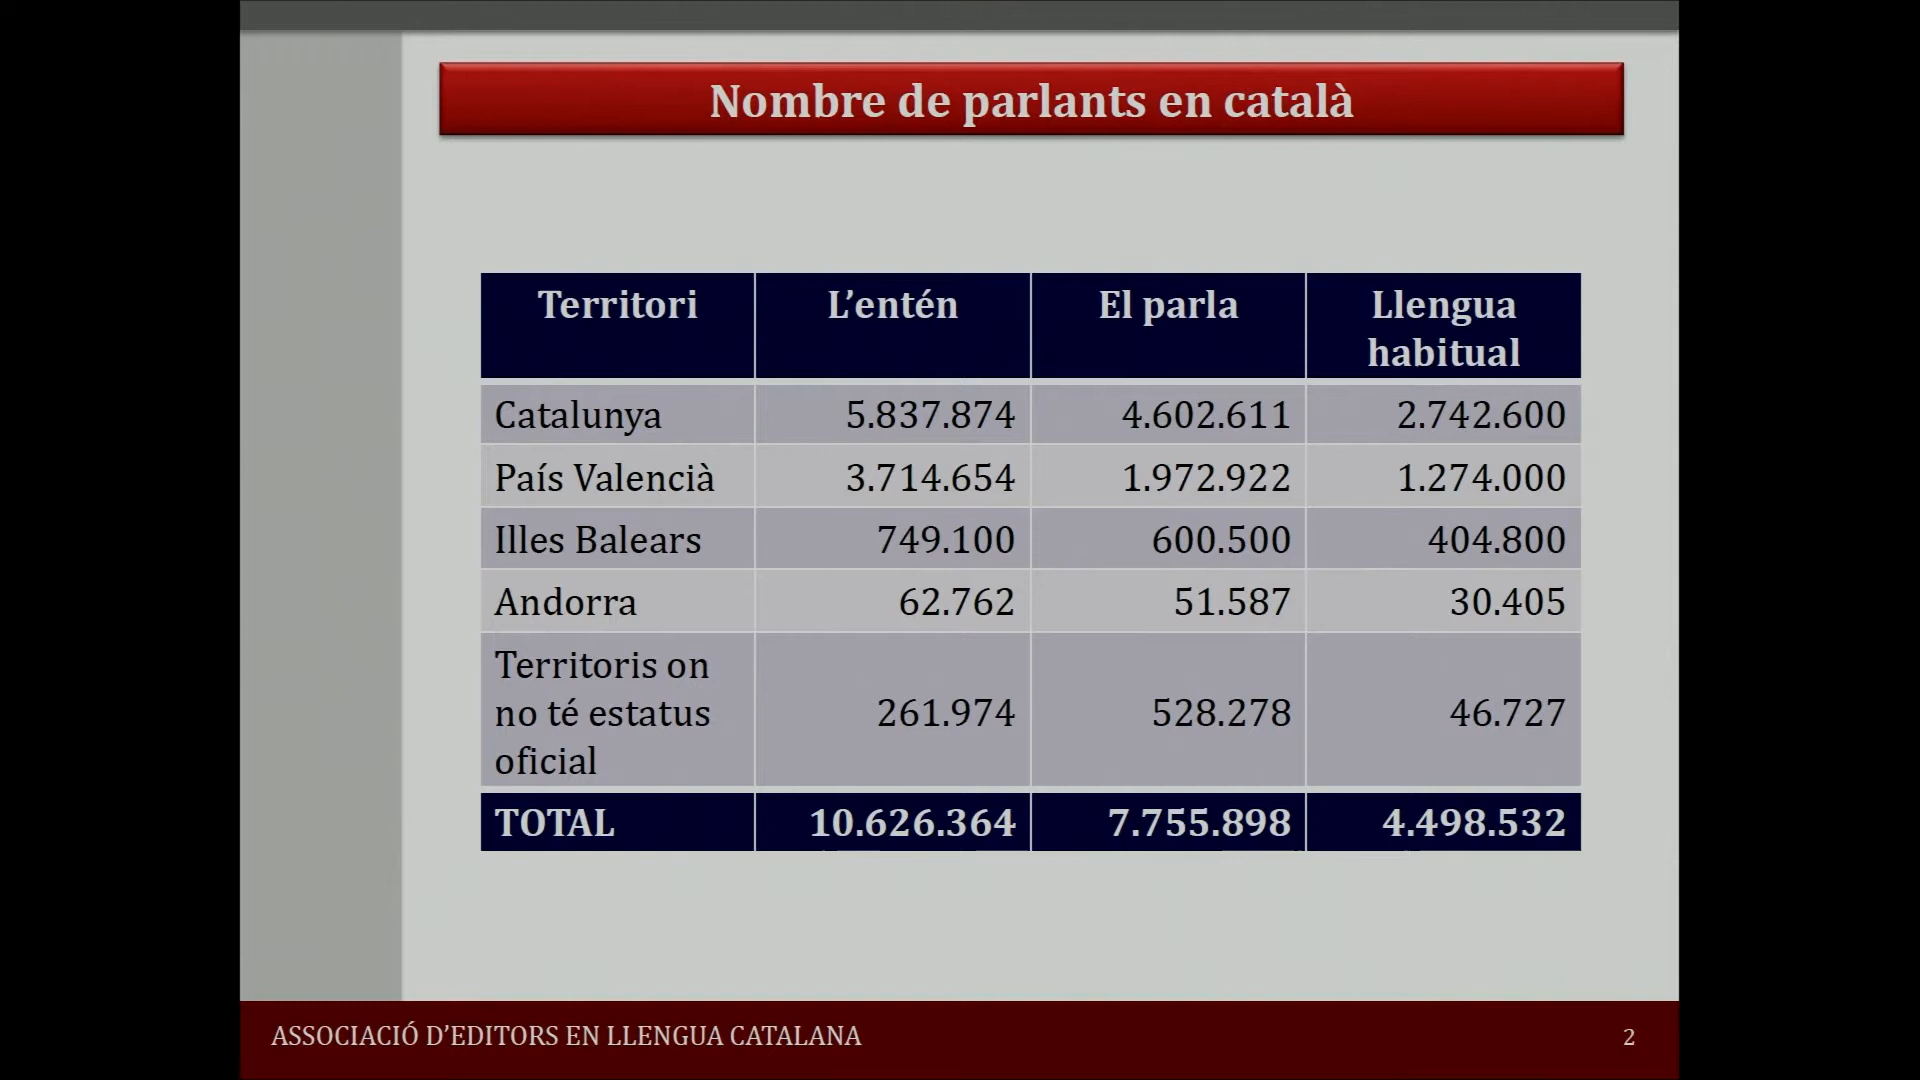 Nombre de parlants en català
Territori L’entén El parla Llengua habitual
Catalunya 5.837.874 4.602.611 2.742.600
País Valencià 3.714.654 1.972.922 1.274.000
Illes Balears 749.100 600.500 404.800
Andorra 62.762 51.587 30.405
Territoris on no té estatus oficial 261.974 528.278 46.727
TOTAL 10.626.364 7.755.898 4.498.532
ASSOCIACIÓ D’EDITORS EN LLENGUA CATALANA 2